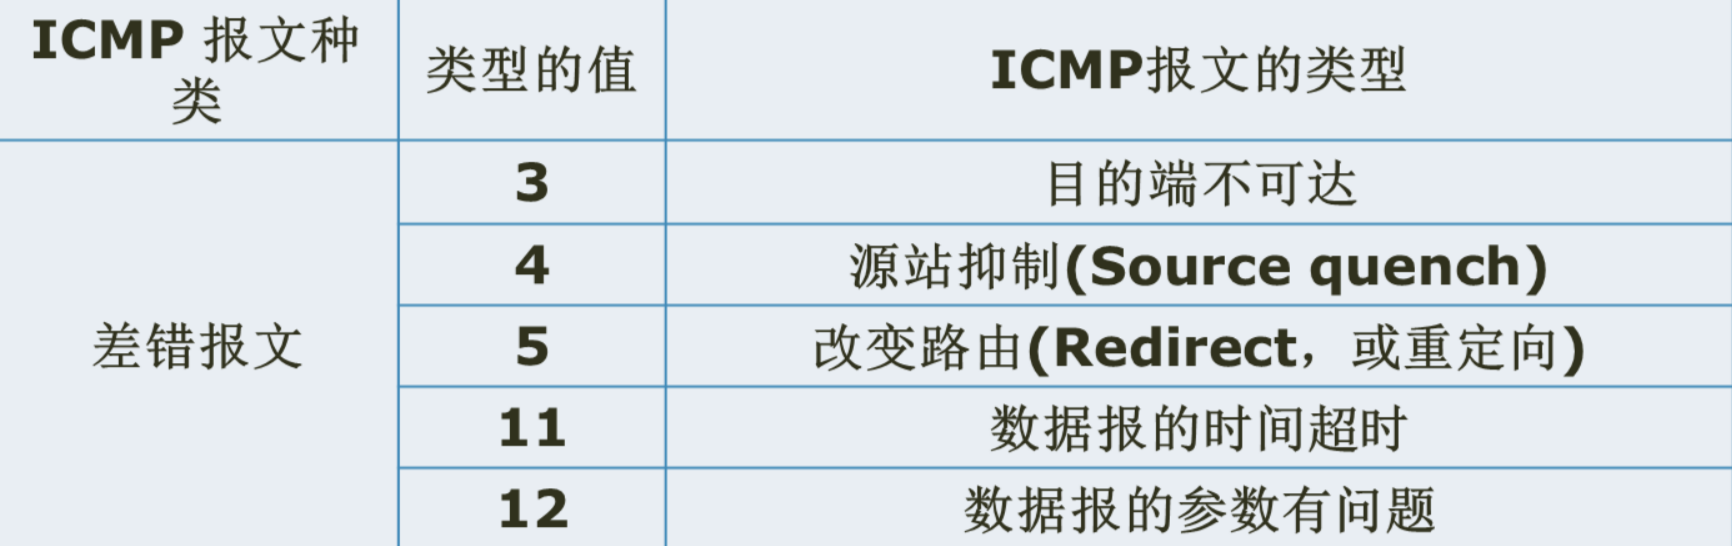 ICMP 报文种
类
类型的值
ICMP报文的类型
差错报文
3
目的端不可达
4
源站抑制(Source quench)
5
改变路由(Redirect，或重定向)
11
数据报的时间超时
12
数据报的参数有问题